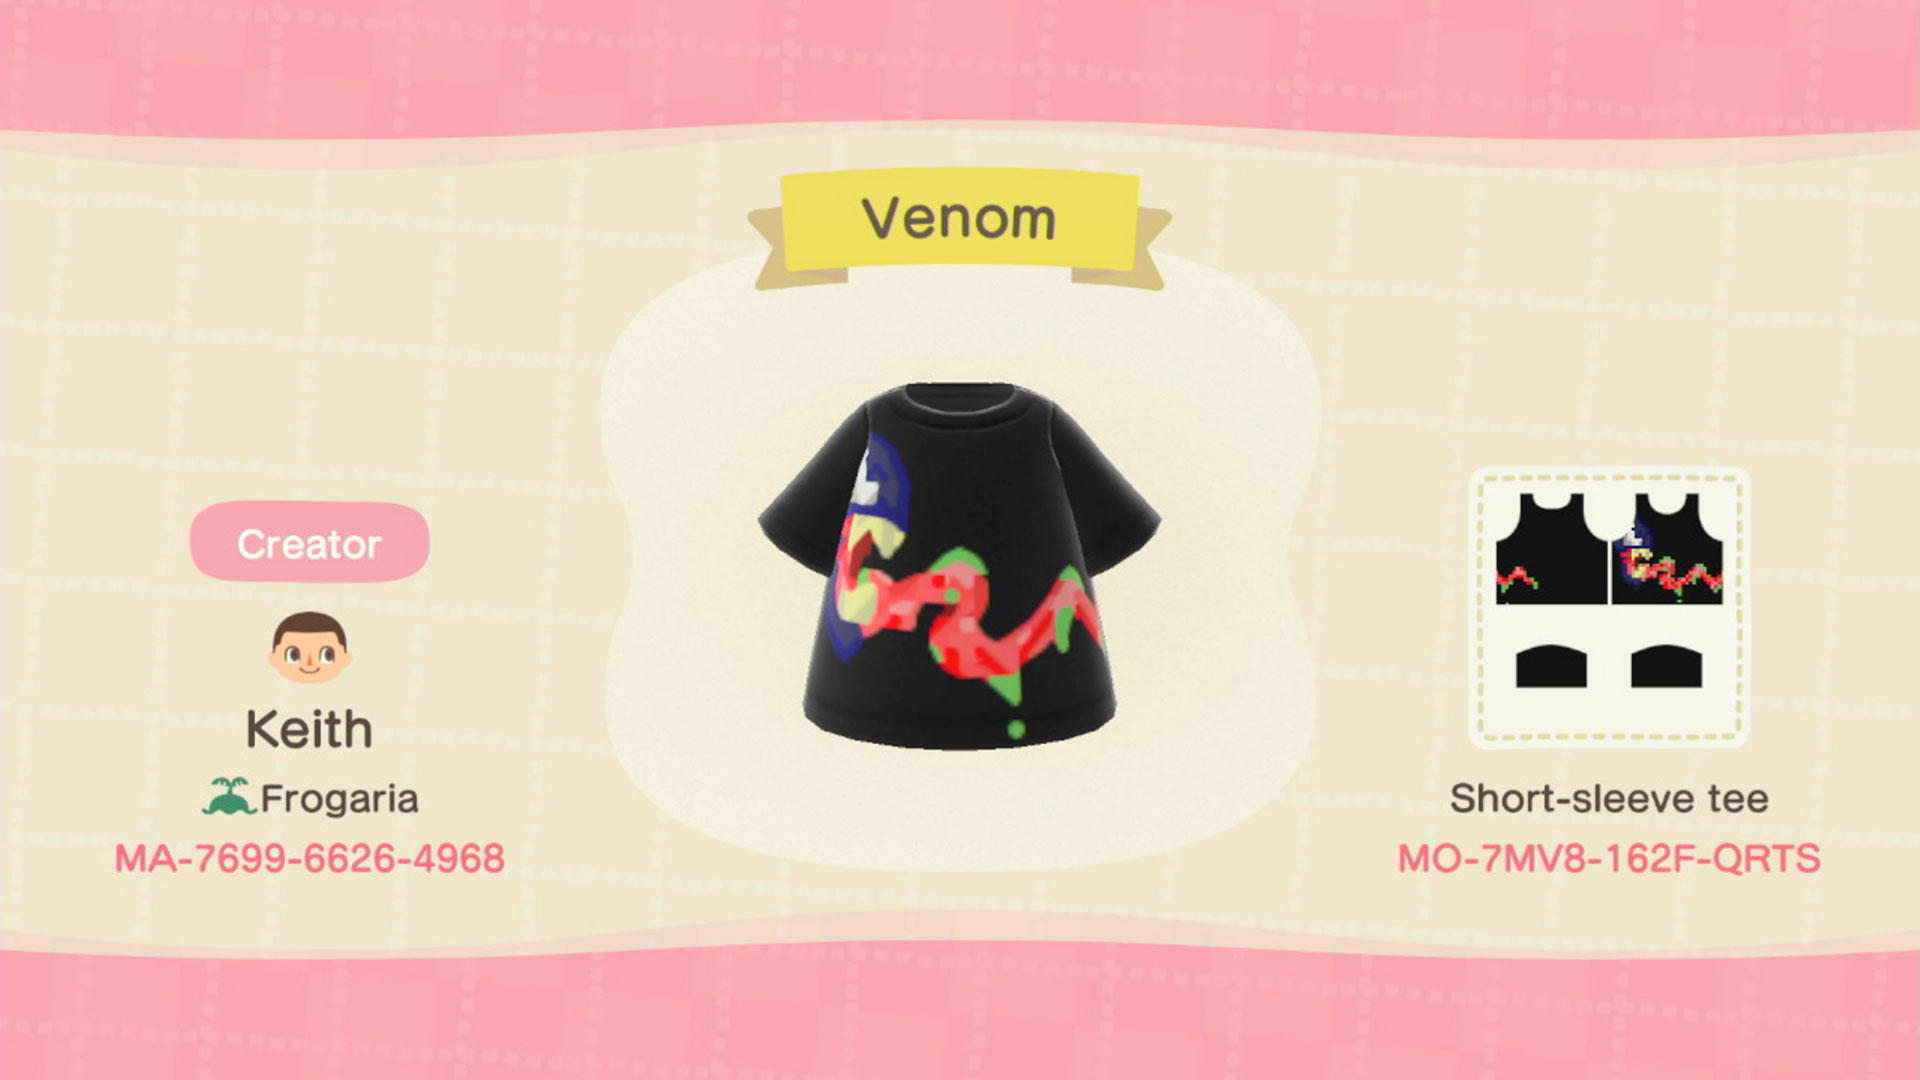 Venom
Creator
Keith
Frogaria
MA-7699-6626-4968
Short-sleeve tee
MO-7MV8-162F-QRTS